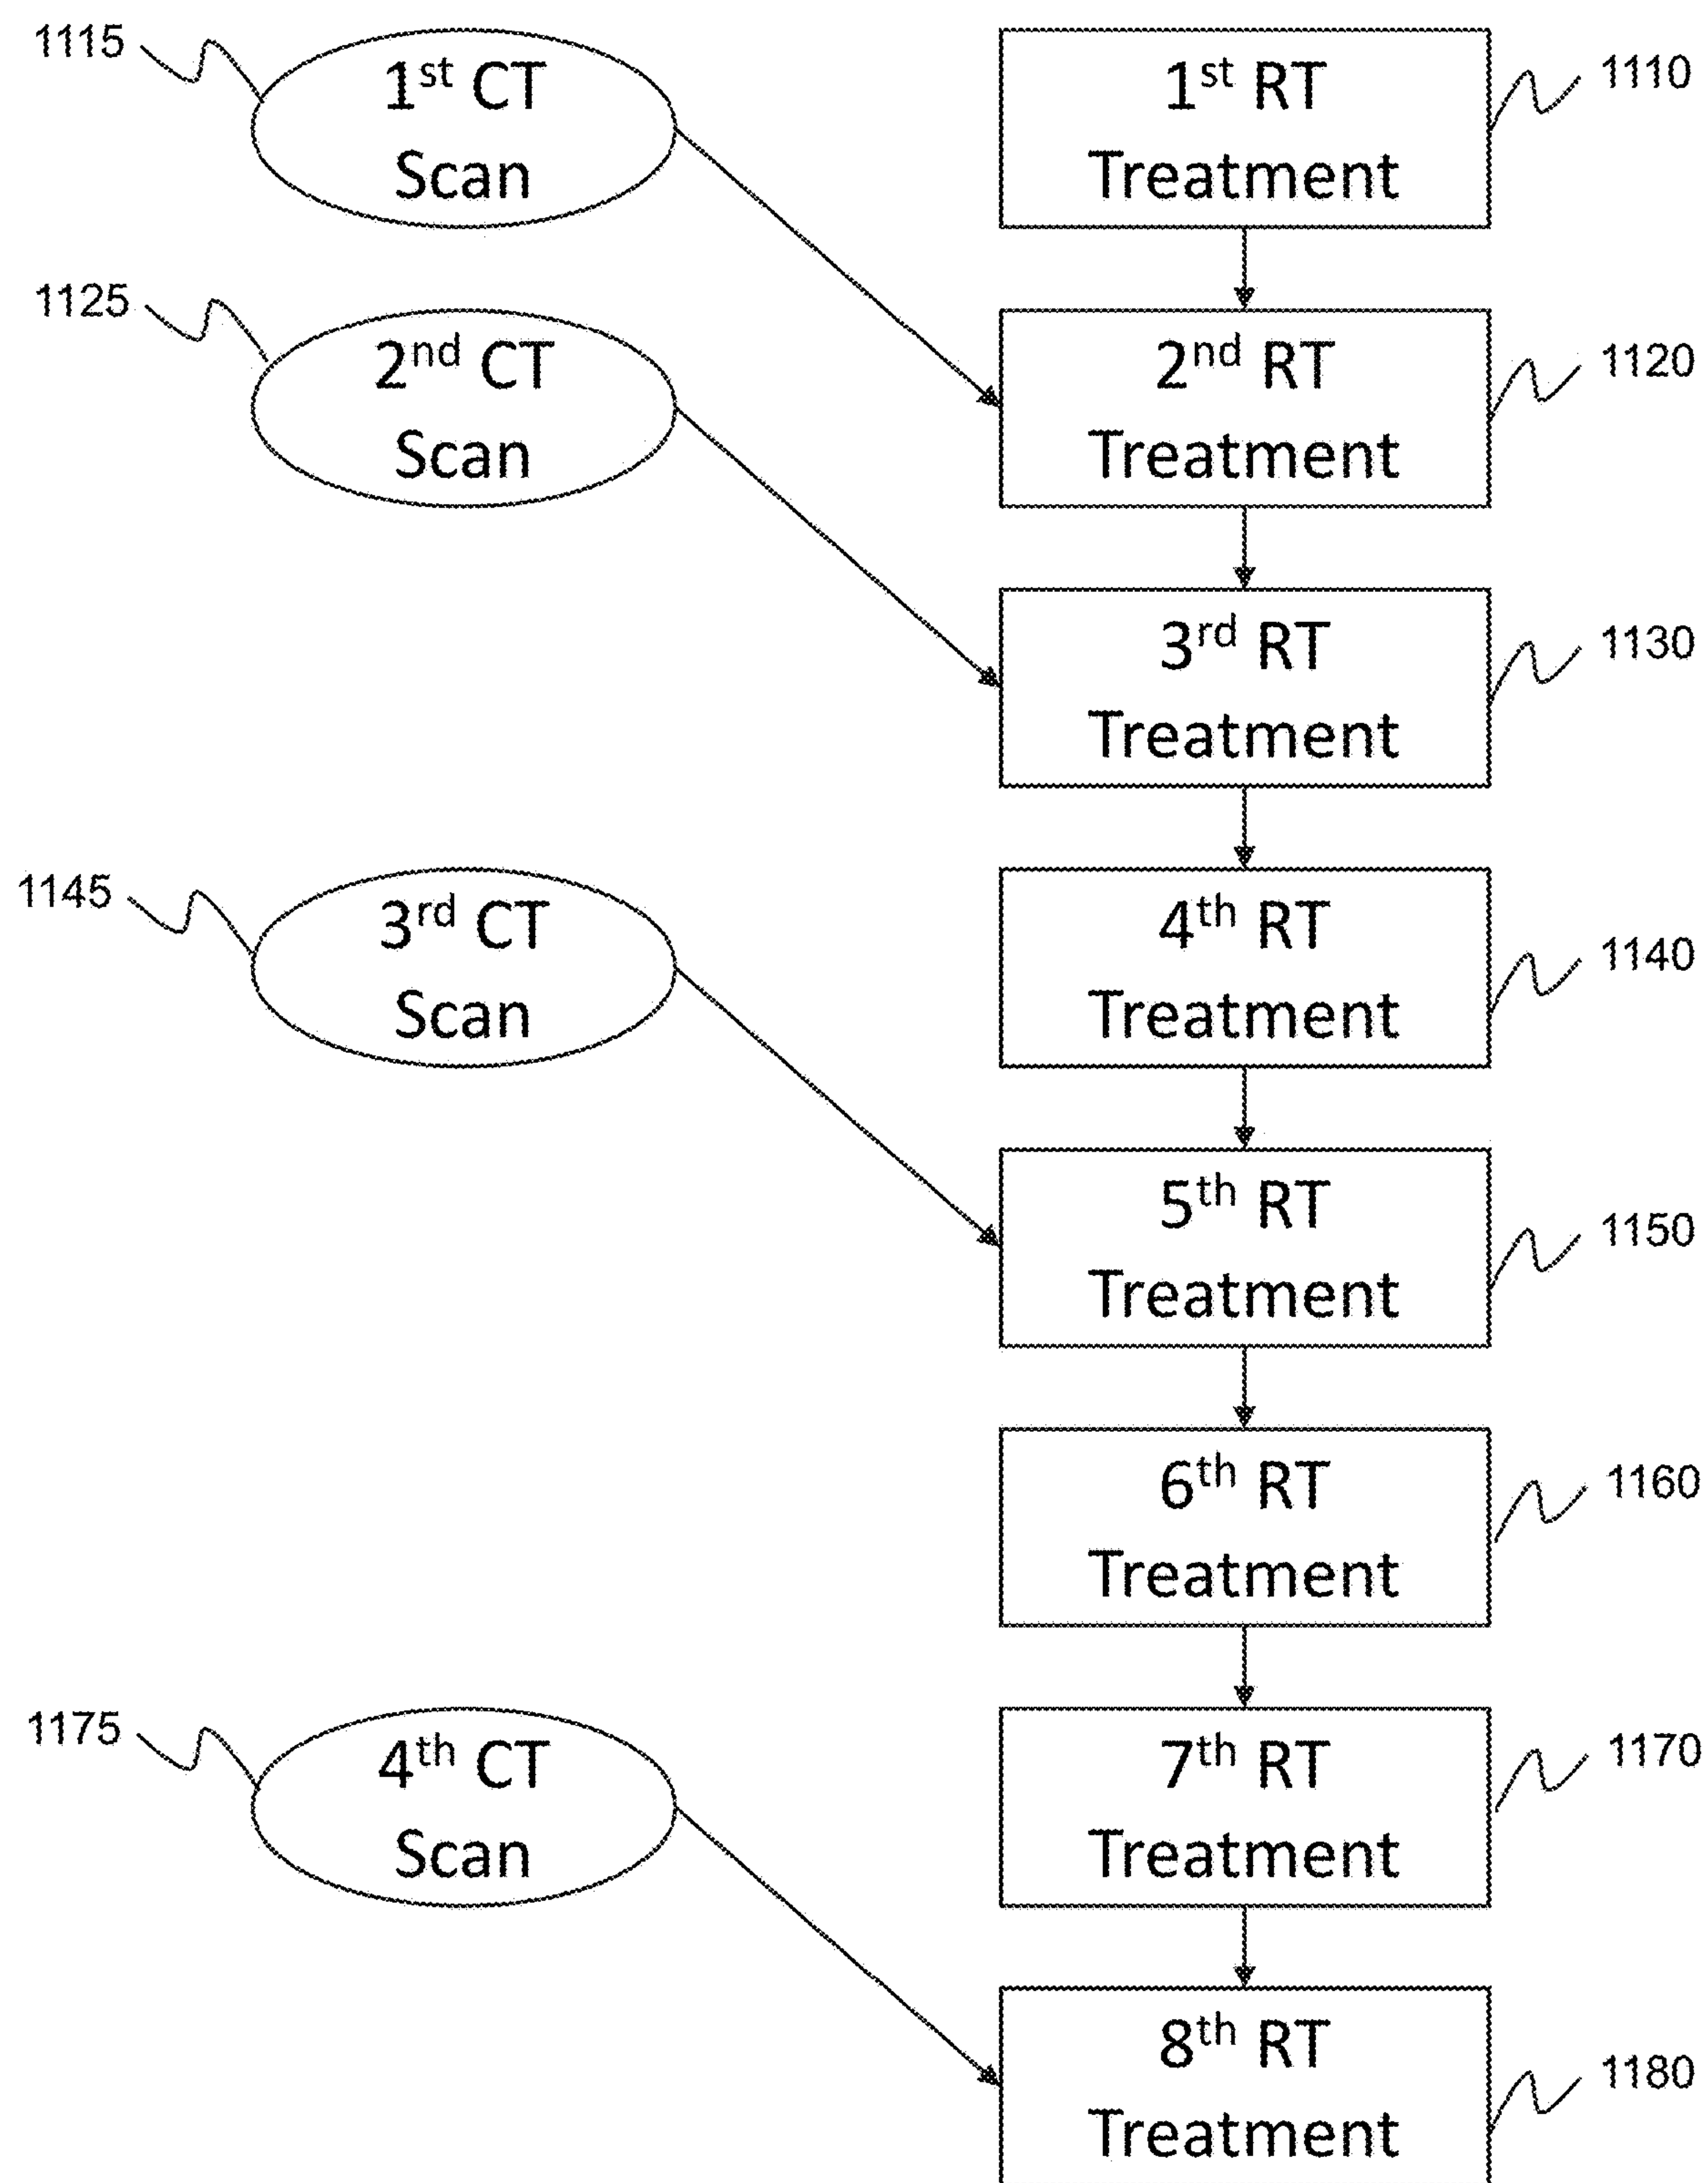 1115
1st CT
Scan
1st RT
Treatment
1110
1125
2nd CT
Scan
2nd RT
Treatment
1120
3rd RT
Treatment
1130
1145
3rd CT
Scan
4th RT
Treatment
1140
5th RT
Treatment
1150
6th RT
Treatment
1160
1175
4th CT
Scan
7th RT
Treatment
1170
8th RT
Treatment
1180